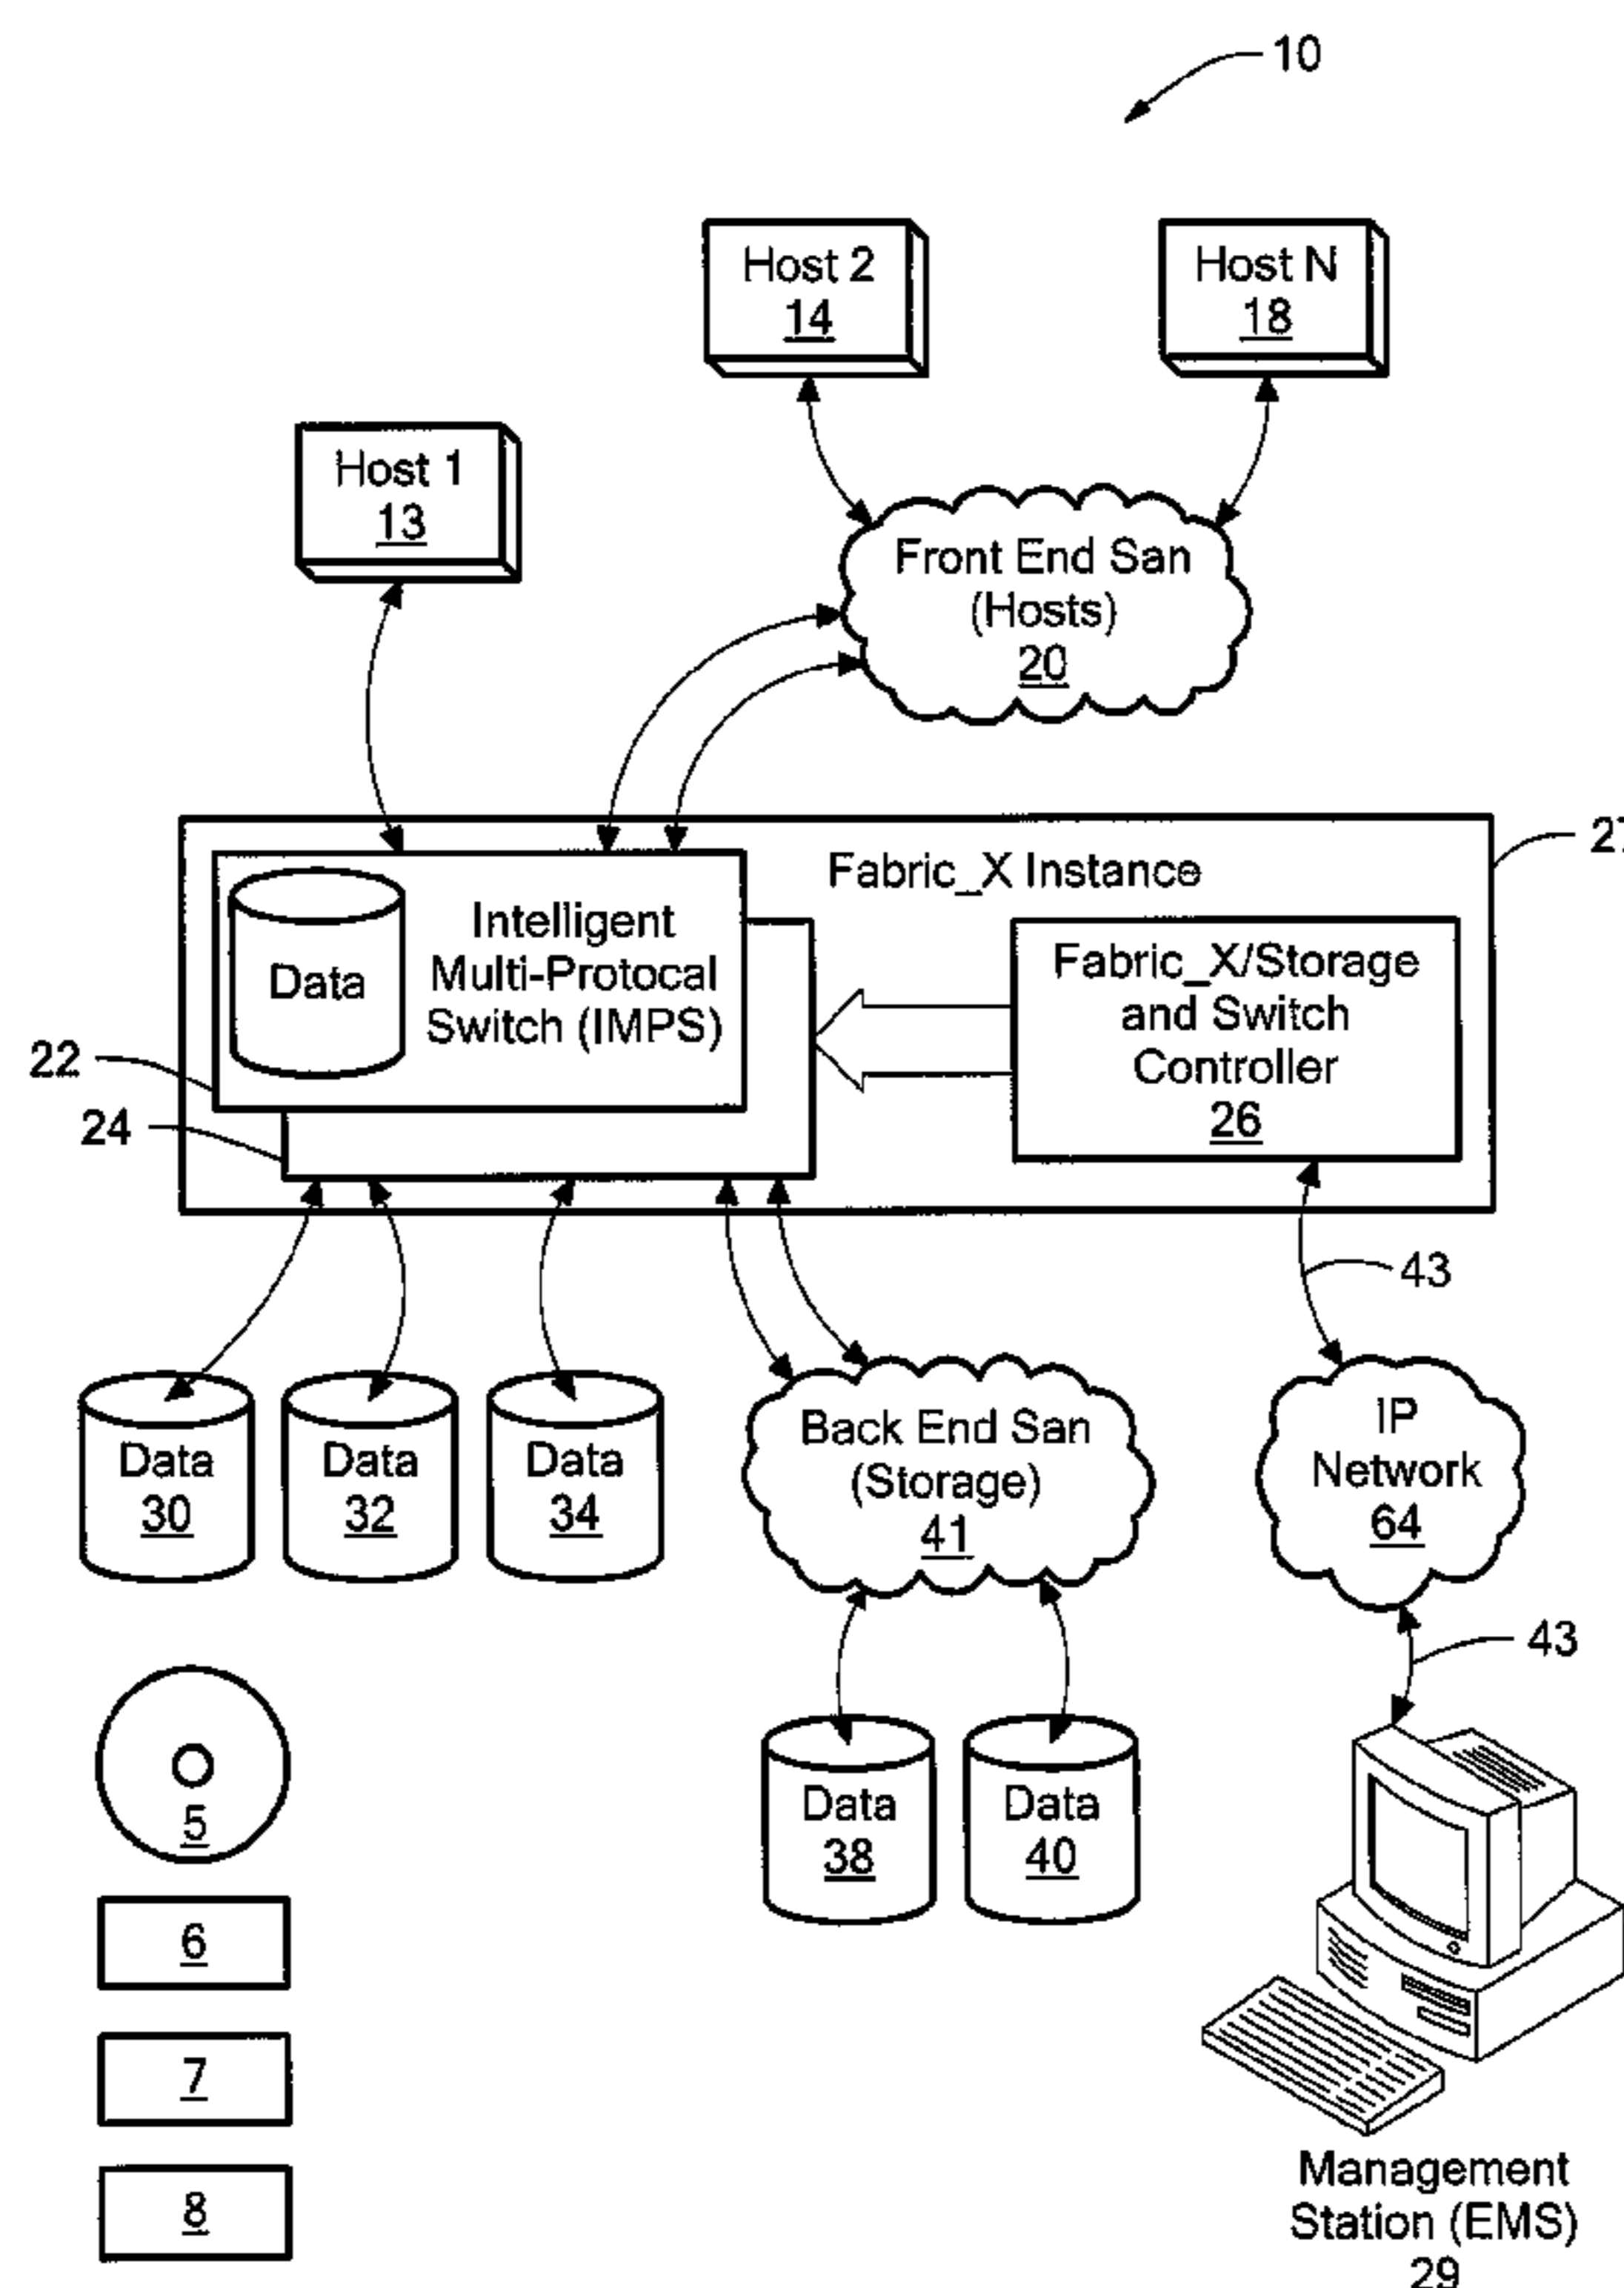 10
Host 2
14
Host N
18
Host 1
13
Front End San
(Hosts)
20
27
Fabric_X Instance
Data
Intelligent
Multi-Protocal
Switch (IMPS)
Fabric_X/Storage
and Switch
Controller
26
22
24
43
Data
30
Data
32
Data
34
Back End San
(Storage)
41
IP
Network
64
43
5
6
7
8
Data
38
Data
40
Management
Station (EMS)
29